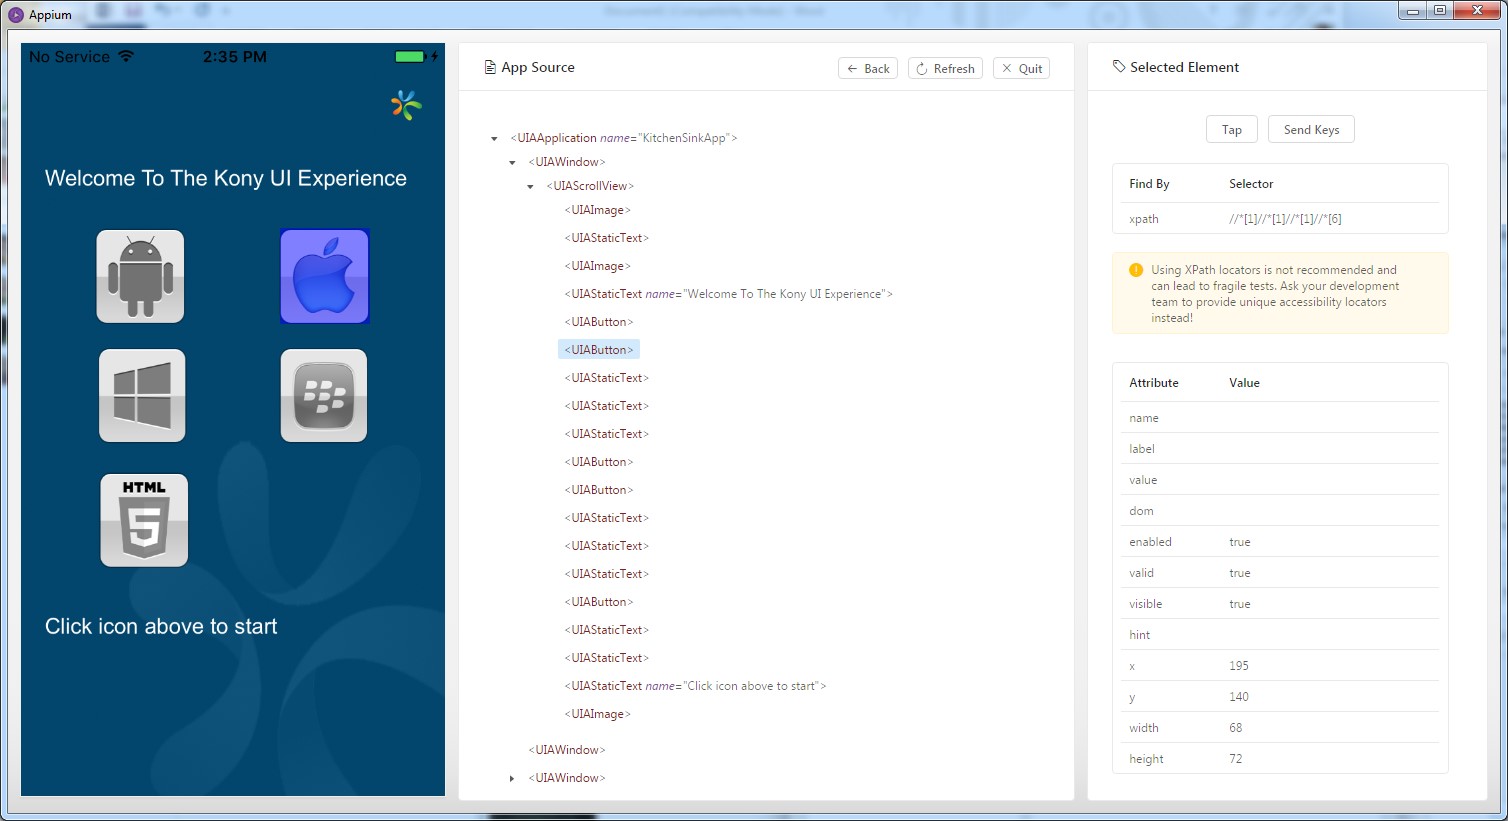 Appium
No Service 2:35 PM
Welcome To The Kony UI Experience
HTML
5
Click icon above to start
App Source
Back Refresh Quit
<UIAApplication name="KitchenSinkApp">
<UIAWindow>
<UIAScrollView>
<UIAImage>
<UIAStaticText>
<UIAImage>
<UIAStaticText name="Welcome To The Kony UI Experience">
<UIAButton>
<UIAButton>
<UIAStaticText>
<UIAStaticText>
<UIAStaticText>
<UIAButton>
<UIAButton>
<UIAStaticText>
<UIAStaticText>
<UIAStaticText>
<UIAButton>
<UIAStaticText>
<UIAStaticText>
<UIAStaticText name="Click icon above to start">
<UIAImage>
<UIAWindow>
<UIAWindow>
Selected Element
Tap Send Keys
Find By Selector
xpath //*[1]//*[1]//*[1]//*[6]
Using XPath locators is not recommended and
can lead to fragile tests. Ask your development
team to provide unique accessibility locators
instead!
Attribute Value
name
label
value
dom
enabled true
valid true
visible true
hint
x 195
y 140
width 68
height 72